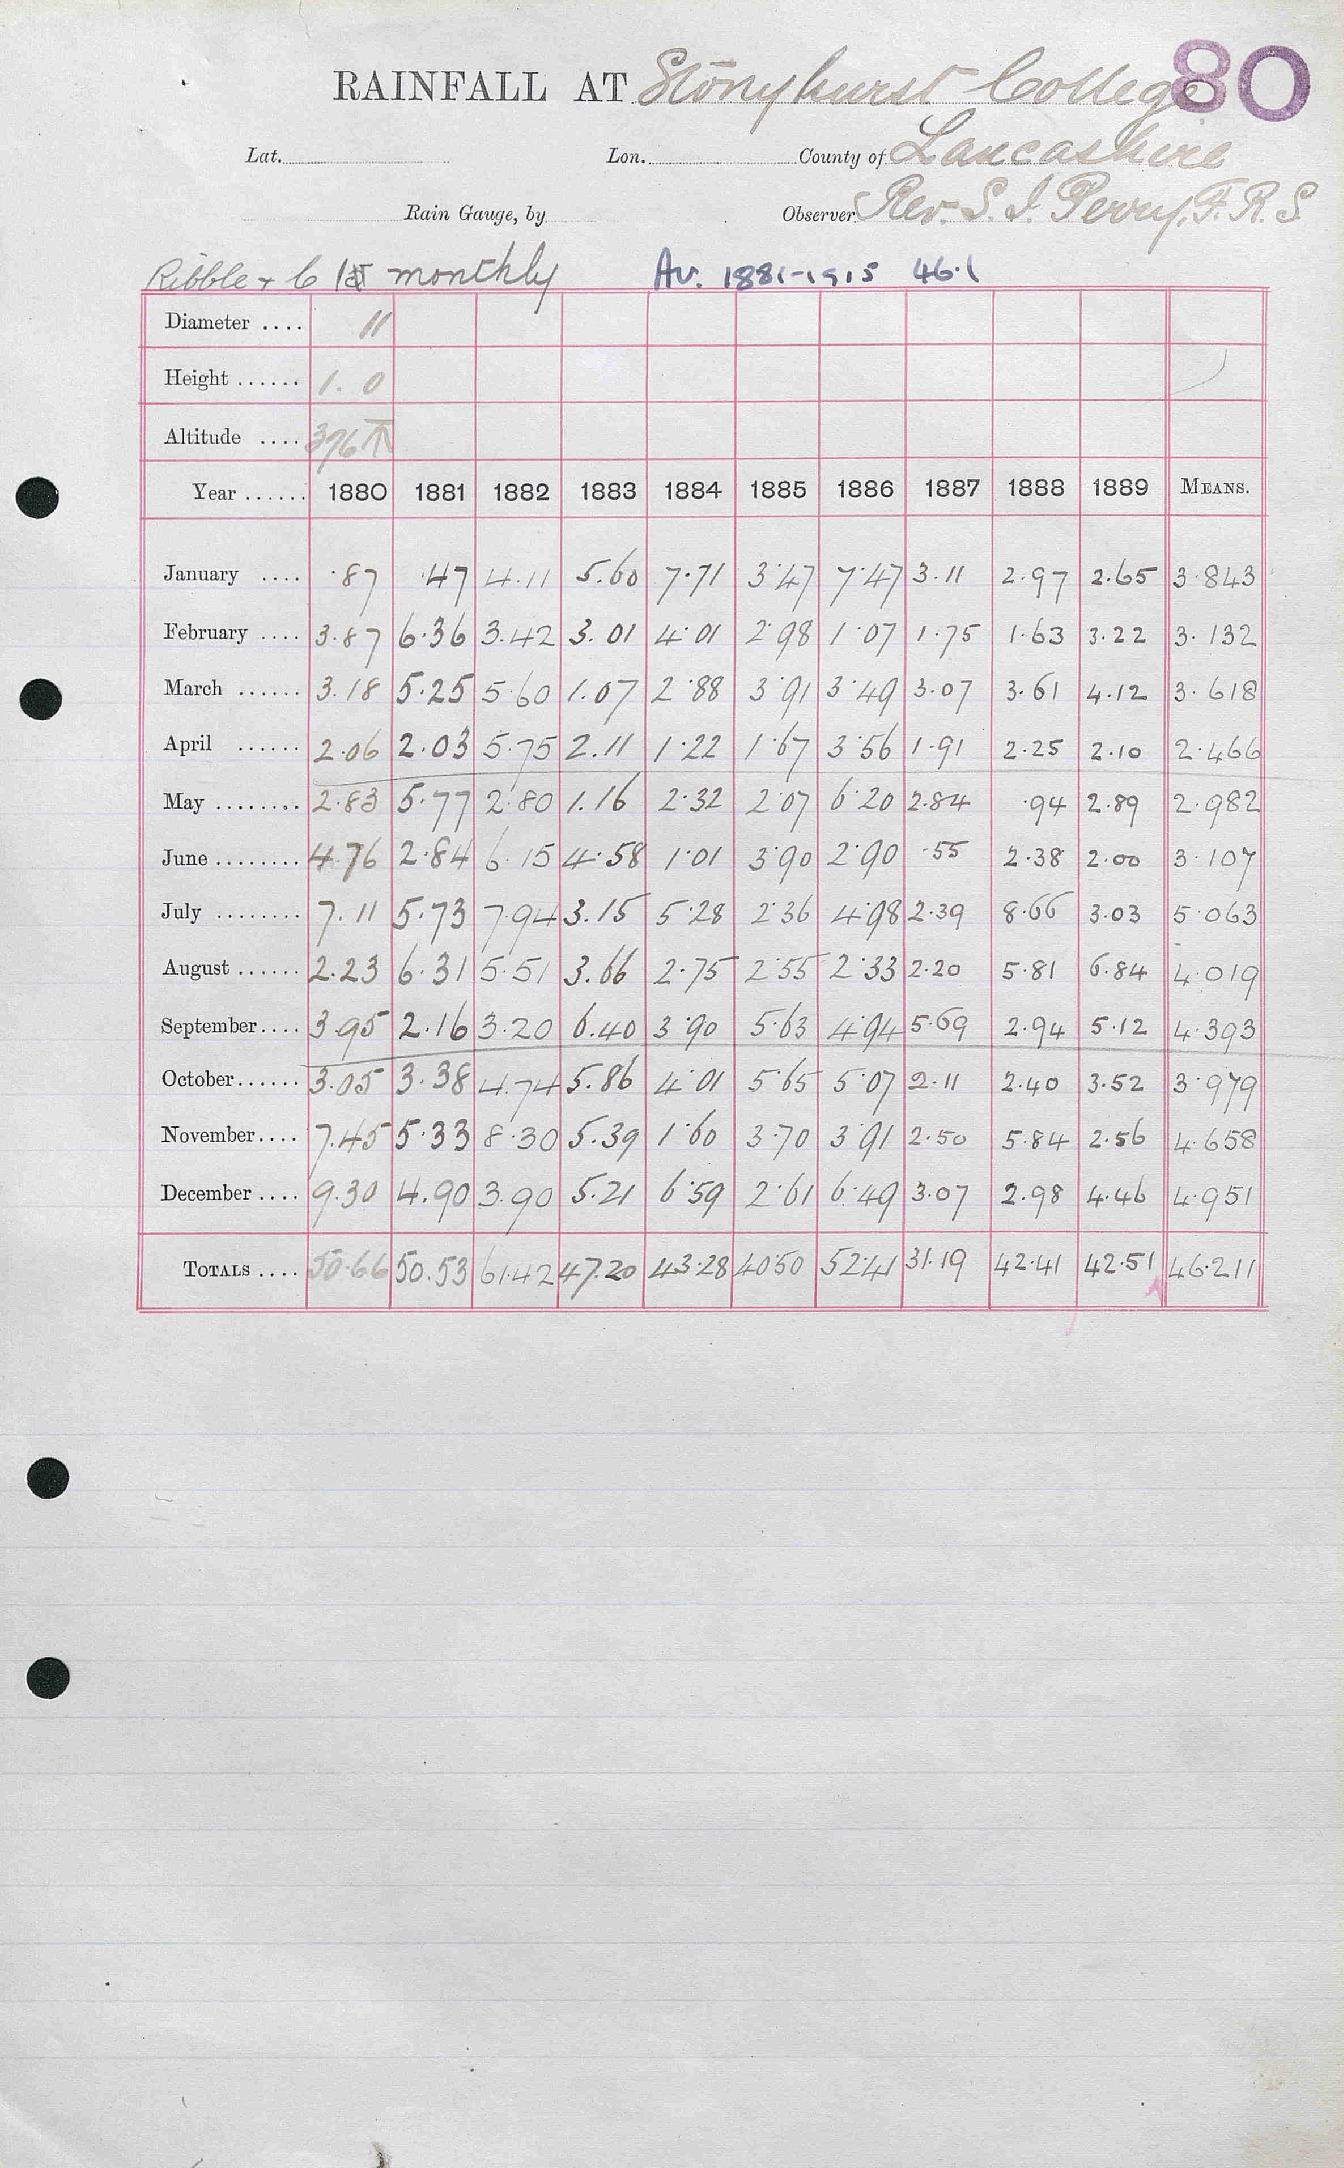 80
RAINFALL AT Stonyhurst College
Lat. Lon. County of Lancashire
Rain Gauge, by Observer Rev. S. J. Perry, F.R.S
Ribble + C 1st monthly Av. 1881-1915 46.1
Diameter .... 11
Height ...... 1. 0
Altitude .... 376 T
Year ...... 1880 1881 1882 1883 1884 1885 1886 1887 1888 1889 MEANS.
January .... .87 .47 4.11 5.60 7.71 3.47 7.47 3.11 2.97 2.65 3.843
February .... 3.87 6.36 3.42 3.01 4.01 2.98 1.07 1.75 1.63 3.22 3.132
March ...... 3.18 5.25 5.60 1.07 2.88 3.91 3.49 3.07 3.61 4.12 3.618
April ...... 2.06 2.03 5.75 2.11 1.22 1.67 3.56 1.91 2.25 2.10 2.466
May ........ 2.83 5.77 2.80 1.16 2.32 2.07 6.20 2.84 .94 2.89 2.982
June ........ 4.76 2.84 6.15 4.58 1.01 3.90 2.90 .55 2.38 2.00 3.107
July ........ 7.11 5.73 7.94 3.15 5.28 2.36 4.98 2.39 8.66 3.03 5.063
August ...... 2.23 6.31 5.51 3.66 2.75 2.55 2.33 2.20 5.81 6.84 4.019
September.... 3.95 2.16 3.20 6.40 3.90 5.63 4.94 5.69 2.94 5.12 4.393
October...... 3.05 3.38 4.74 5.86 4.01 5.65 5.07 2.11 2.40 3.52 3.979
November.... 7.45 5.33 8.30 5.39 1.60 3.70 3.91 2.50 5.84 2.56 4.658
December .... 9.30 4.90 3.90 5.21 6.59 2.61 6.49 3.07 2.98 4.46 4.951
TOTALS .... 50.66 50.53 61.42 47.20 43.28 40.50 52.41 31.19 42.41 42.51 46.211